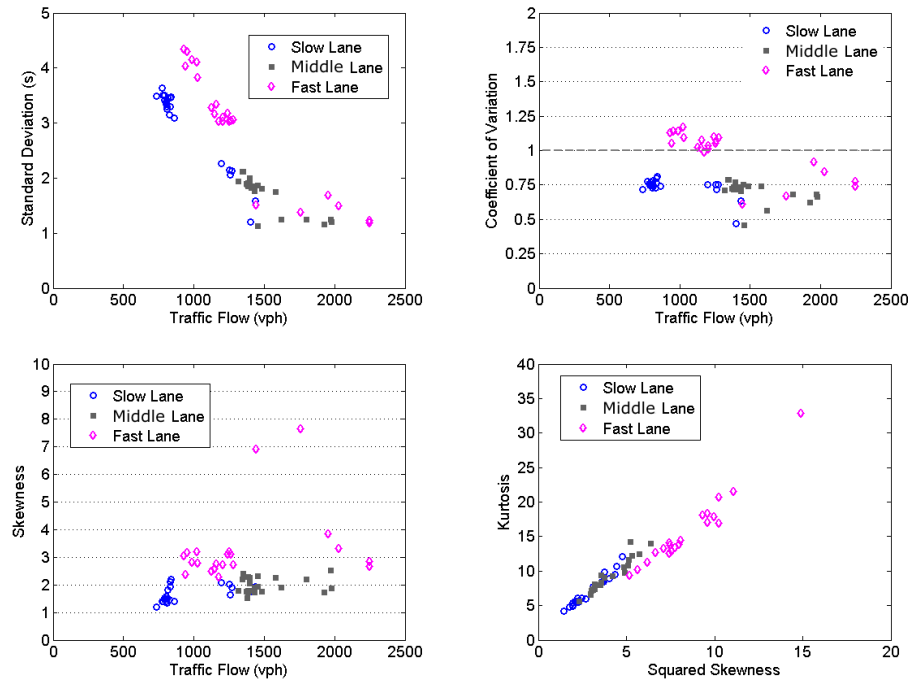 5
4
3
2
1
0
Standard Deviation (s)
Slow Lane
Middle Lane
Fast Lane
0
500
1000
1500
2000
2500
Traffic Flow (vph)
2
1.75
1.5
1.25
1
0.75
0.5
0.25
0
Coefficient of Variation
Slow Lane
Middle Lane
Fast Lane
0
500
1000
1500
2000
2500
Traffic Flow (vph)
10
9
8
7
6
5
4
3
2
1
0
Skewness
Slow Lane
Middle Lane
Fast Lane
0
500
1000
1500
2000
2500
Traffic Flow (vph)
40
35
30
25
20
15
10
5
0
Kurtosis
Slow Lane
Middle Lane
Fast Lane
0
5
10
15
20
Squared Skewness